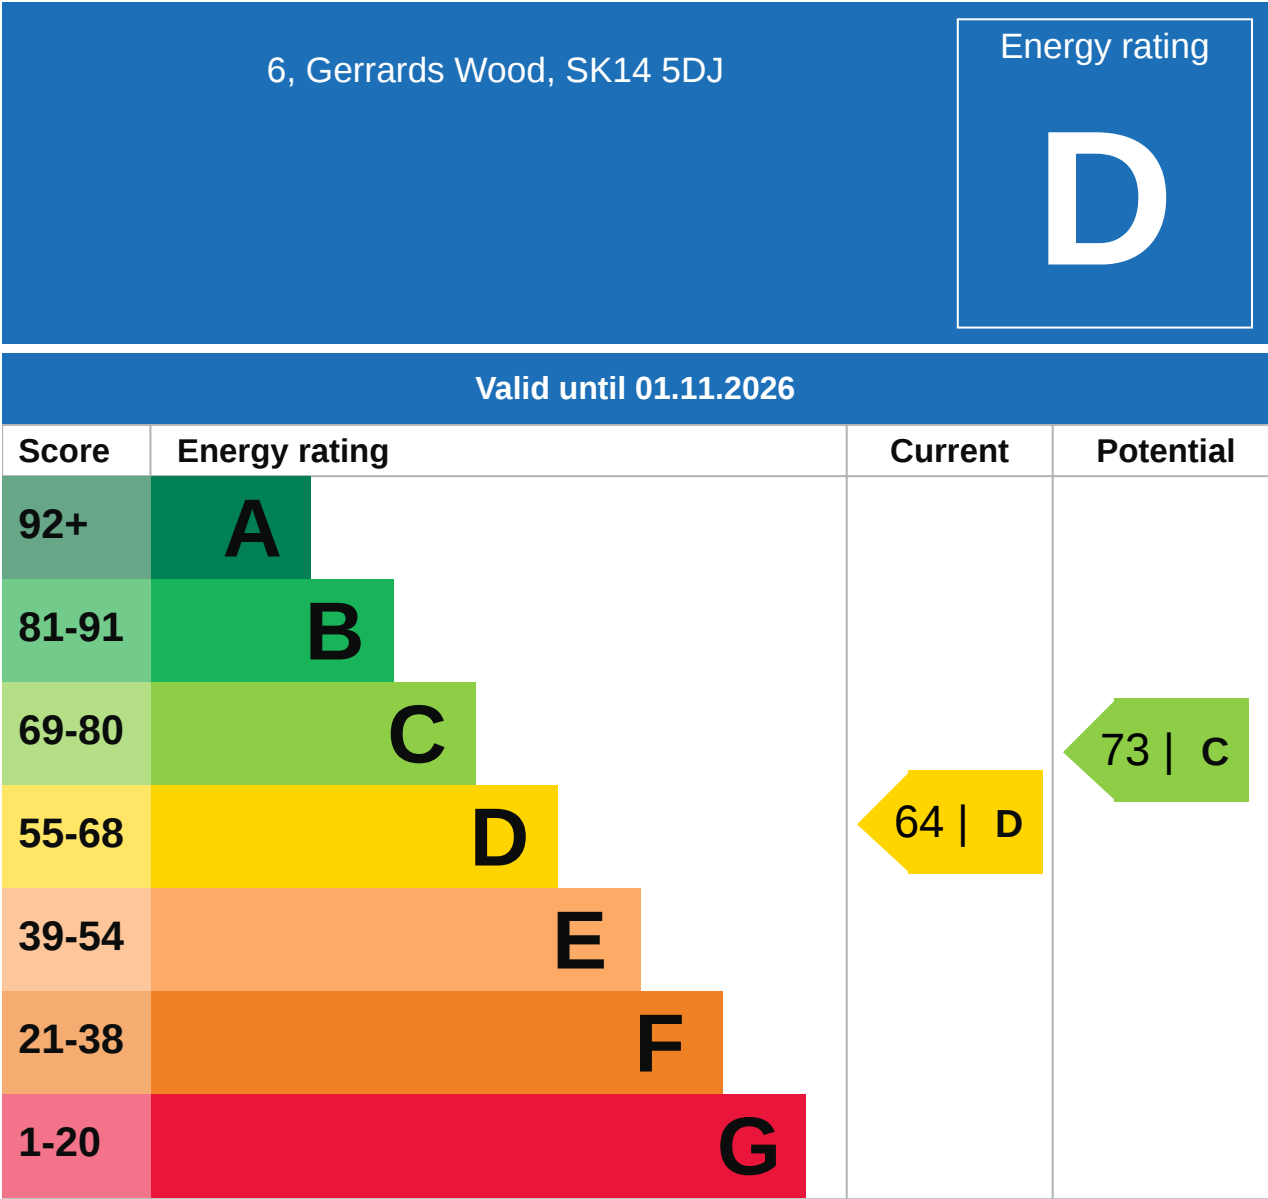 6, Gerrards Wood, SK14 5DJ
Energy rating
D
Valid until 01.11.2026
Score Energy rating Current Potential
92+ A
81-91 B
69-80 C
73 | C
55-68 D
64 | D
39-54 E
21-38 F
1-20 G